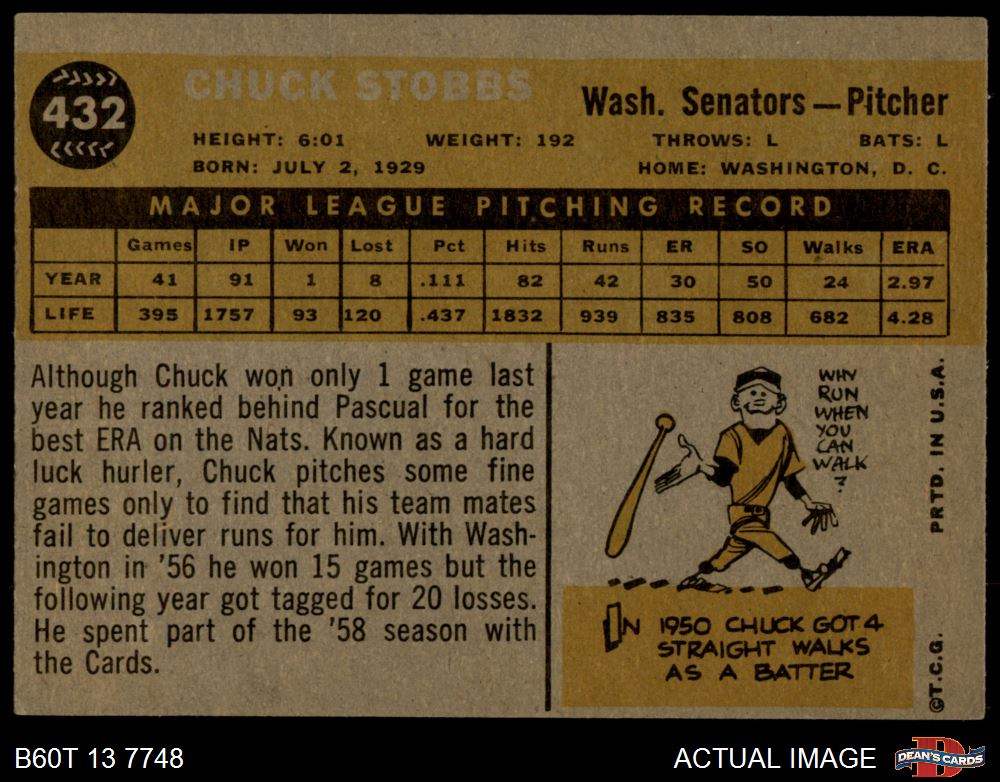 432
CHUCK STOBBS
Wash. Senators—Pitcher
HEIGHT: 6:01 WEIGHT: 192 THROWS: L BATS: L
BORN: JULY 2, 1929 HOME: WASHINGTON, D. C.
MAJOR LEAGUE PITCHING RECORD
Games IP Won Lost Pct Hits Runs ER SO Walks ERA
YEAR 41 91 1 8 .111 82 42 30 50 24 2.97
LIFE 395 1757 93 120 .437 1832 939 835 808 682 4.28
Although Chuck won only 1 game last
year he ranked behind Pascual for the
best ERA on the Nats. Known as a hard
luck hurler, Chuck pitches some fine
games only to find that his team mates
fail to deliver runs for him. With Wash-
ington in '56 he won 15 games but the
following year got tagged for 20 losses.
He spent part of the '58 season with
the Cards.
WHY
RUN
WHEN
YOU
CAN
WALK
?
IN 1950 CHUCK GOT 4
STRAIGHT WALKS
AS A BATTER
©T.C.G. PRTD. IN U.S.A.
B60T 13 7748
ACTUAL IMAGE
D
DEAN'S CARDS